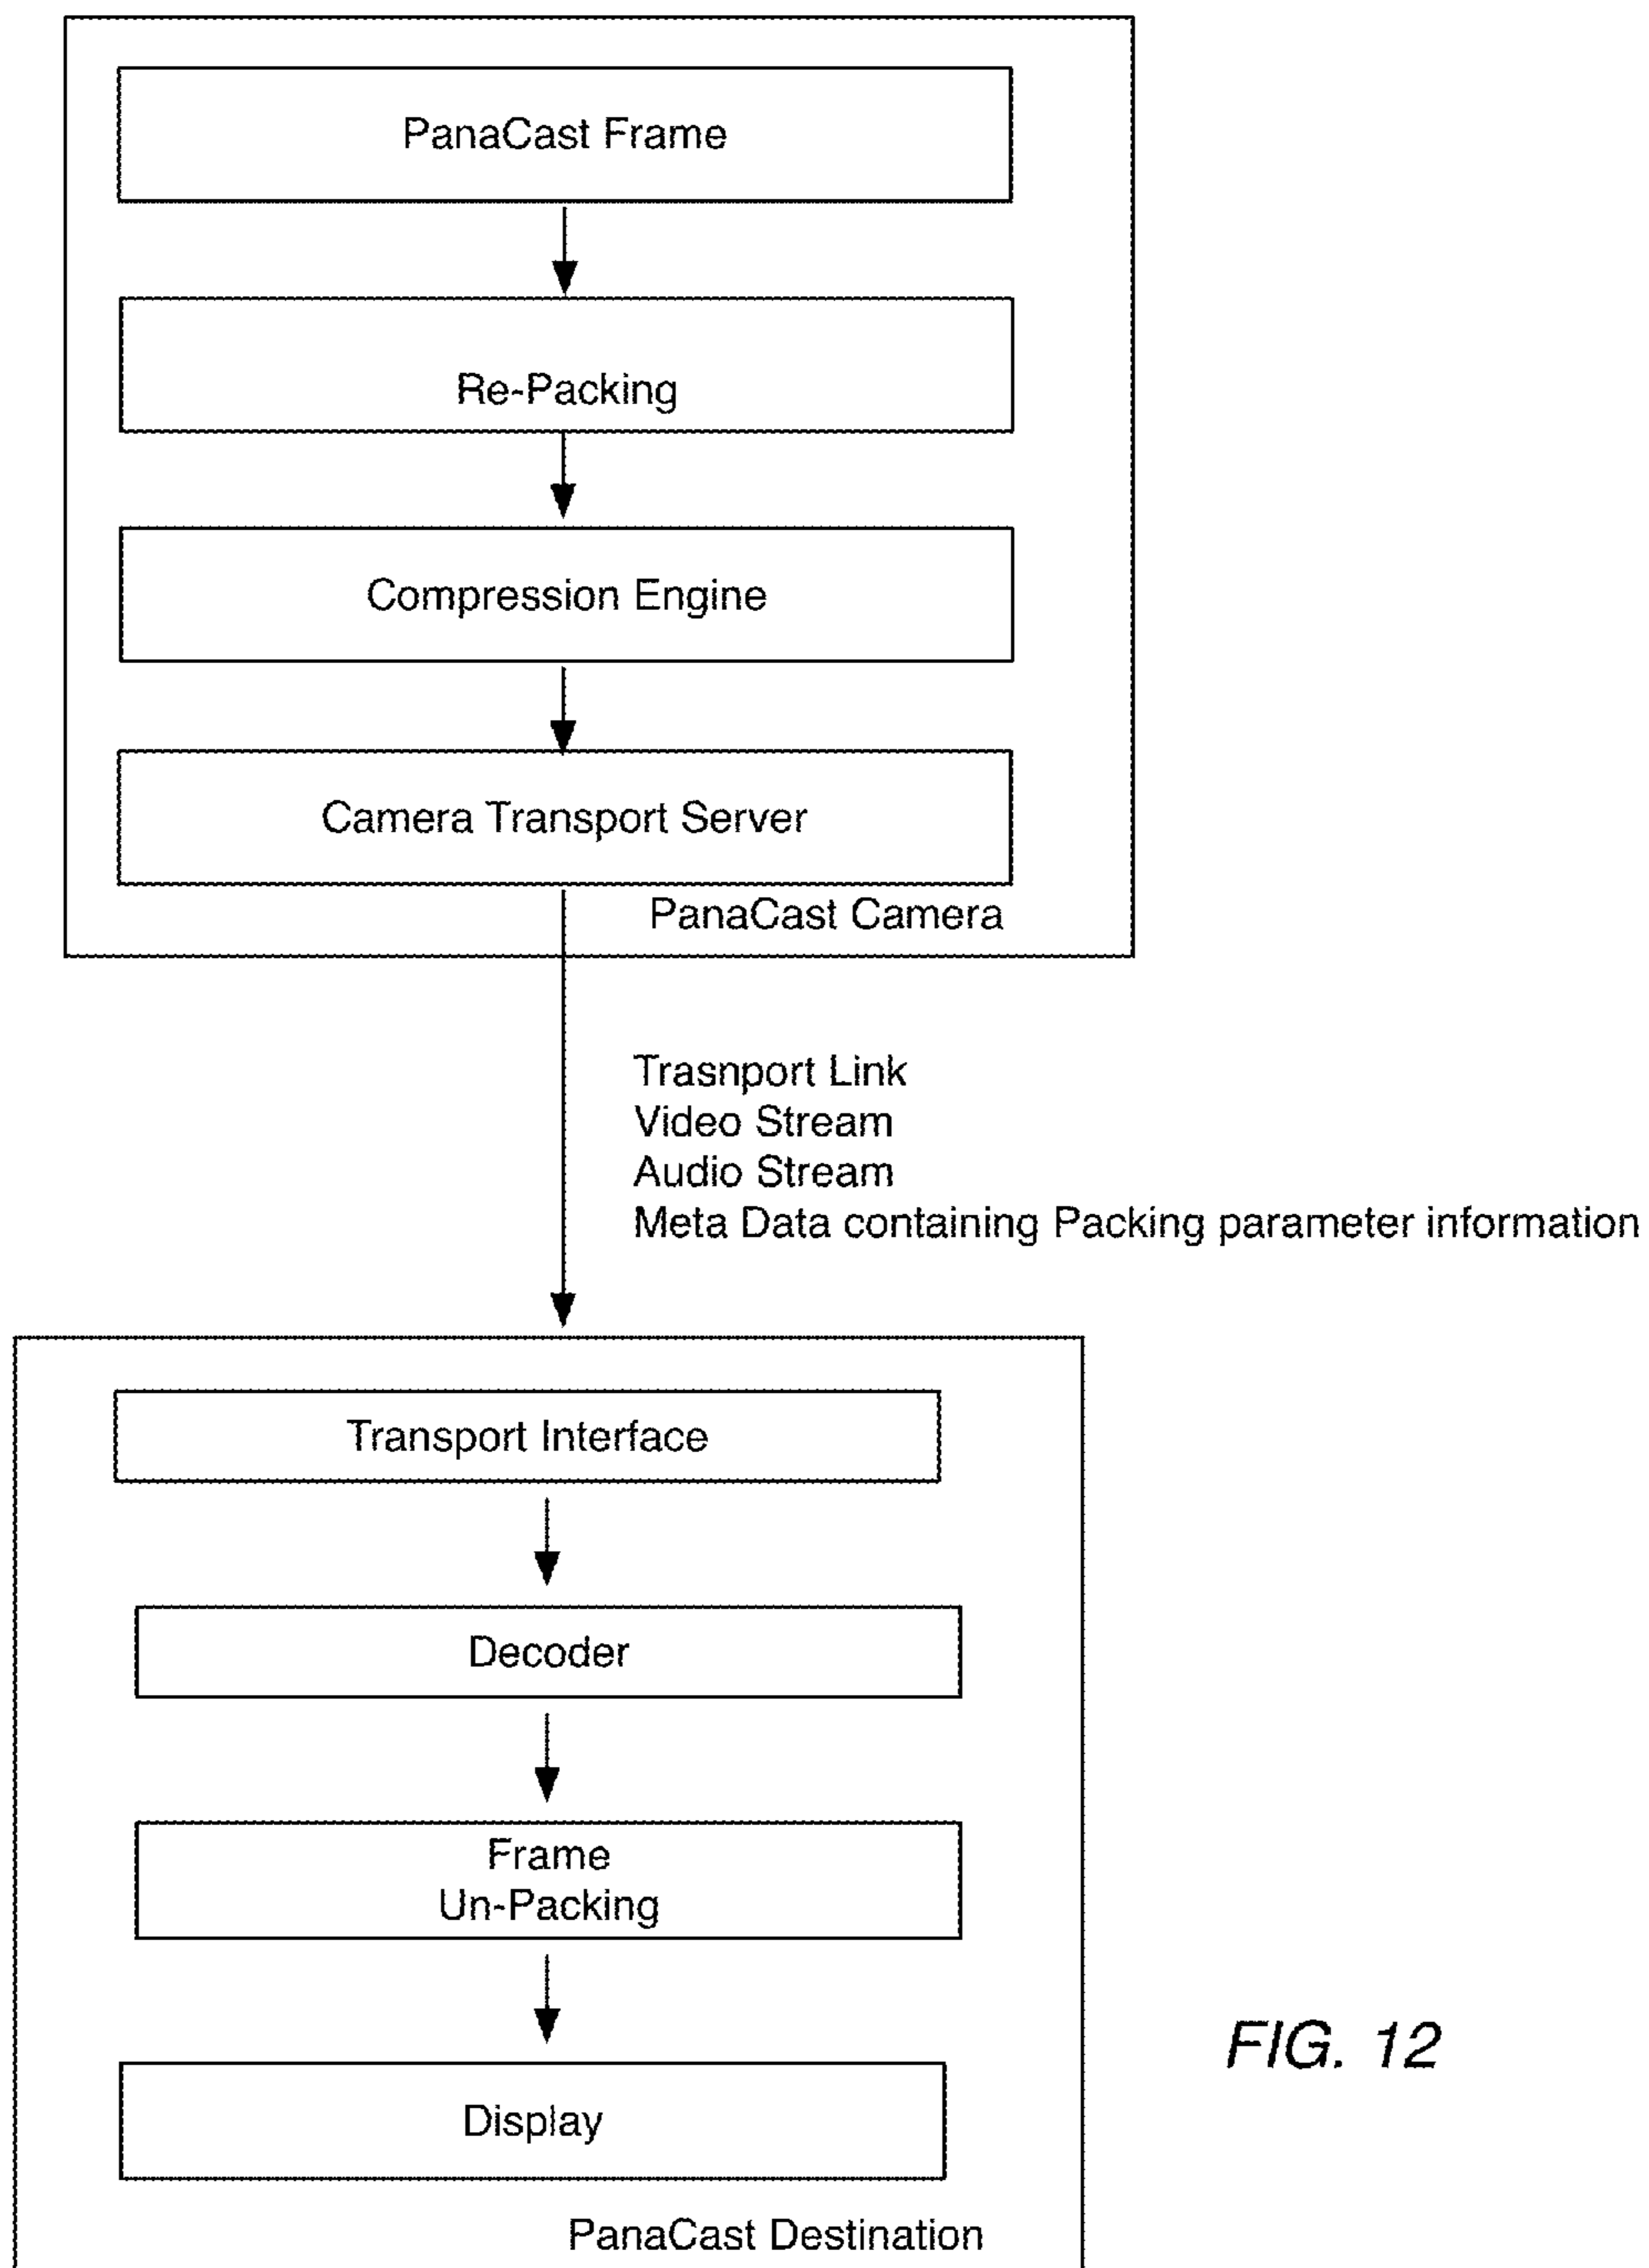 PanaCast Frame
Re-Packing
Compression Engine
Camera Transport Server
PanaCast Camera
Trasnport Link
Video Stream
Audio Stream
Meta Data containing Packing parameter information
Transport Interface
Decoder
Frame
Un-Packing
Display
PanaCast Destination
FIG. 12